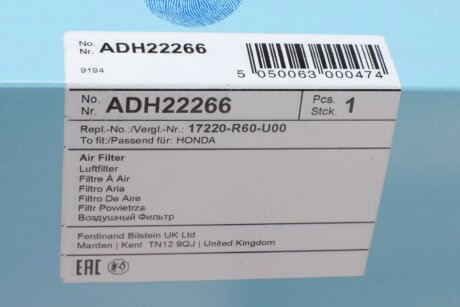 No.
Nr. ADH22266
9194
5 050063 000474
No.
Nr. ADH22266
Pcs.
Stck. 1
Repl.-No.:/Vergl.-Nr.: 17220-R60-U00
To fit:/Passend für: HONDA
Air Filter
Luftfilter
Filtre À Air
Filtro Aria
Filtro De Aire
Filtr Powietrza
Воздушный Фильтр
Ferdinand Bilstein UK Ltd
Marden | Kent TN12 9QJ | United Kingdom
EAC